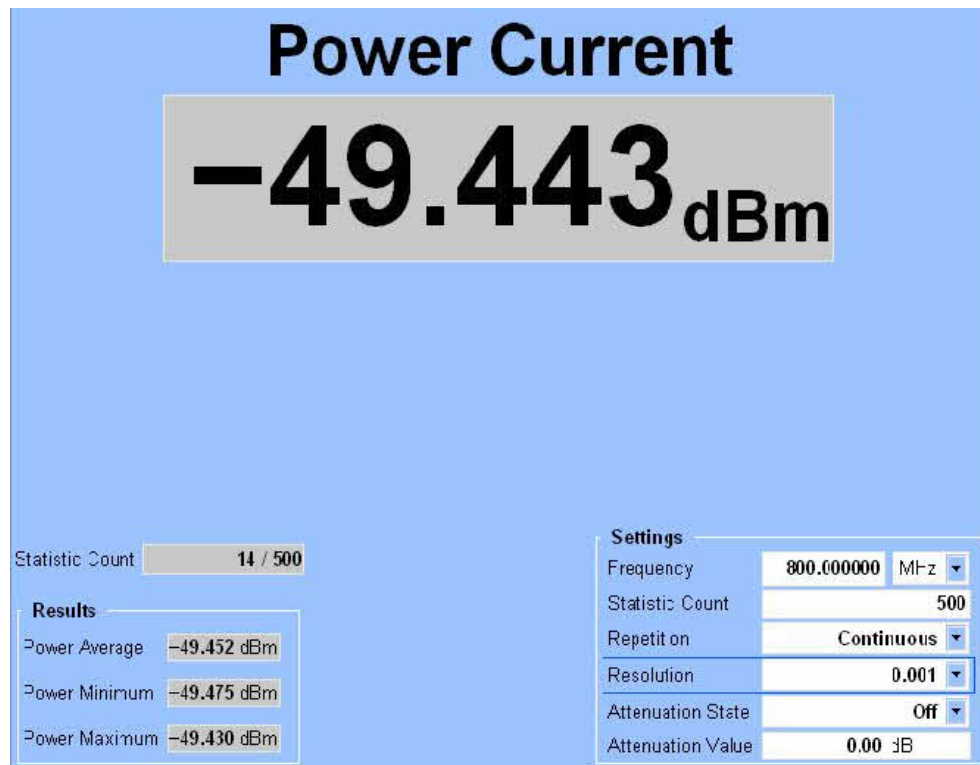 Power Current
−49.443 dBm
Statistic Count 14 / 500
Results
Power Average −49.452 dBm
Power Minimum −49.475 dBm
Power Maximum −49.430 dBm
Settings
Frequency 800.000000 MHz
Statistic Count 500
Repetition Continuous
Resolution 0.001
Attenuation State Off
Attenuation Value 0.00 dB